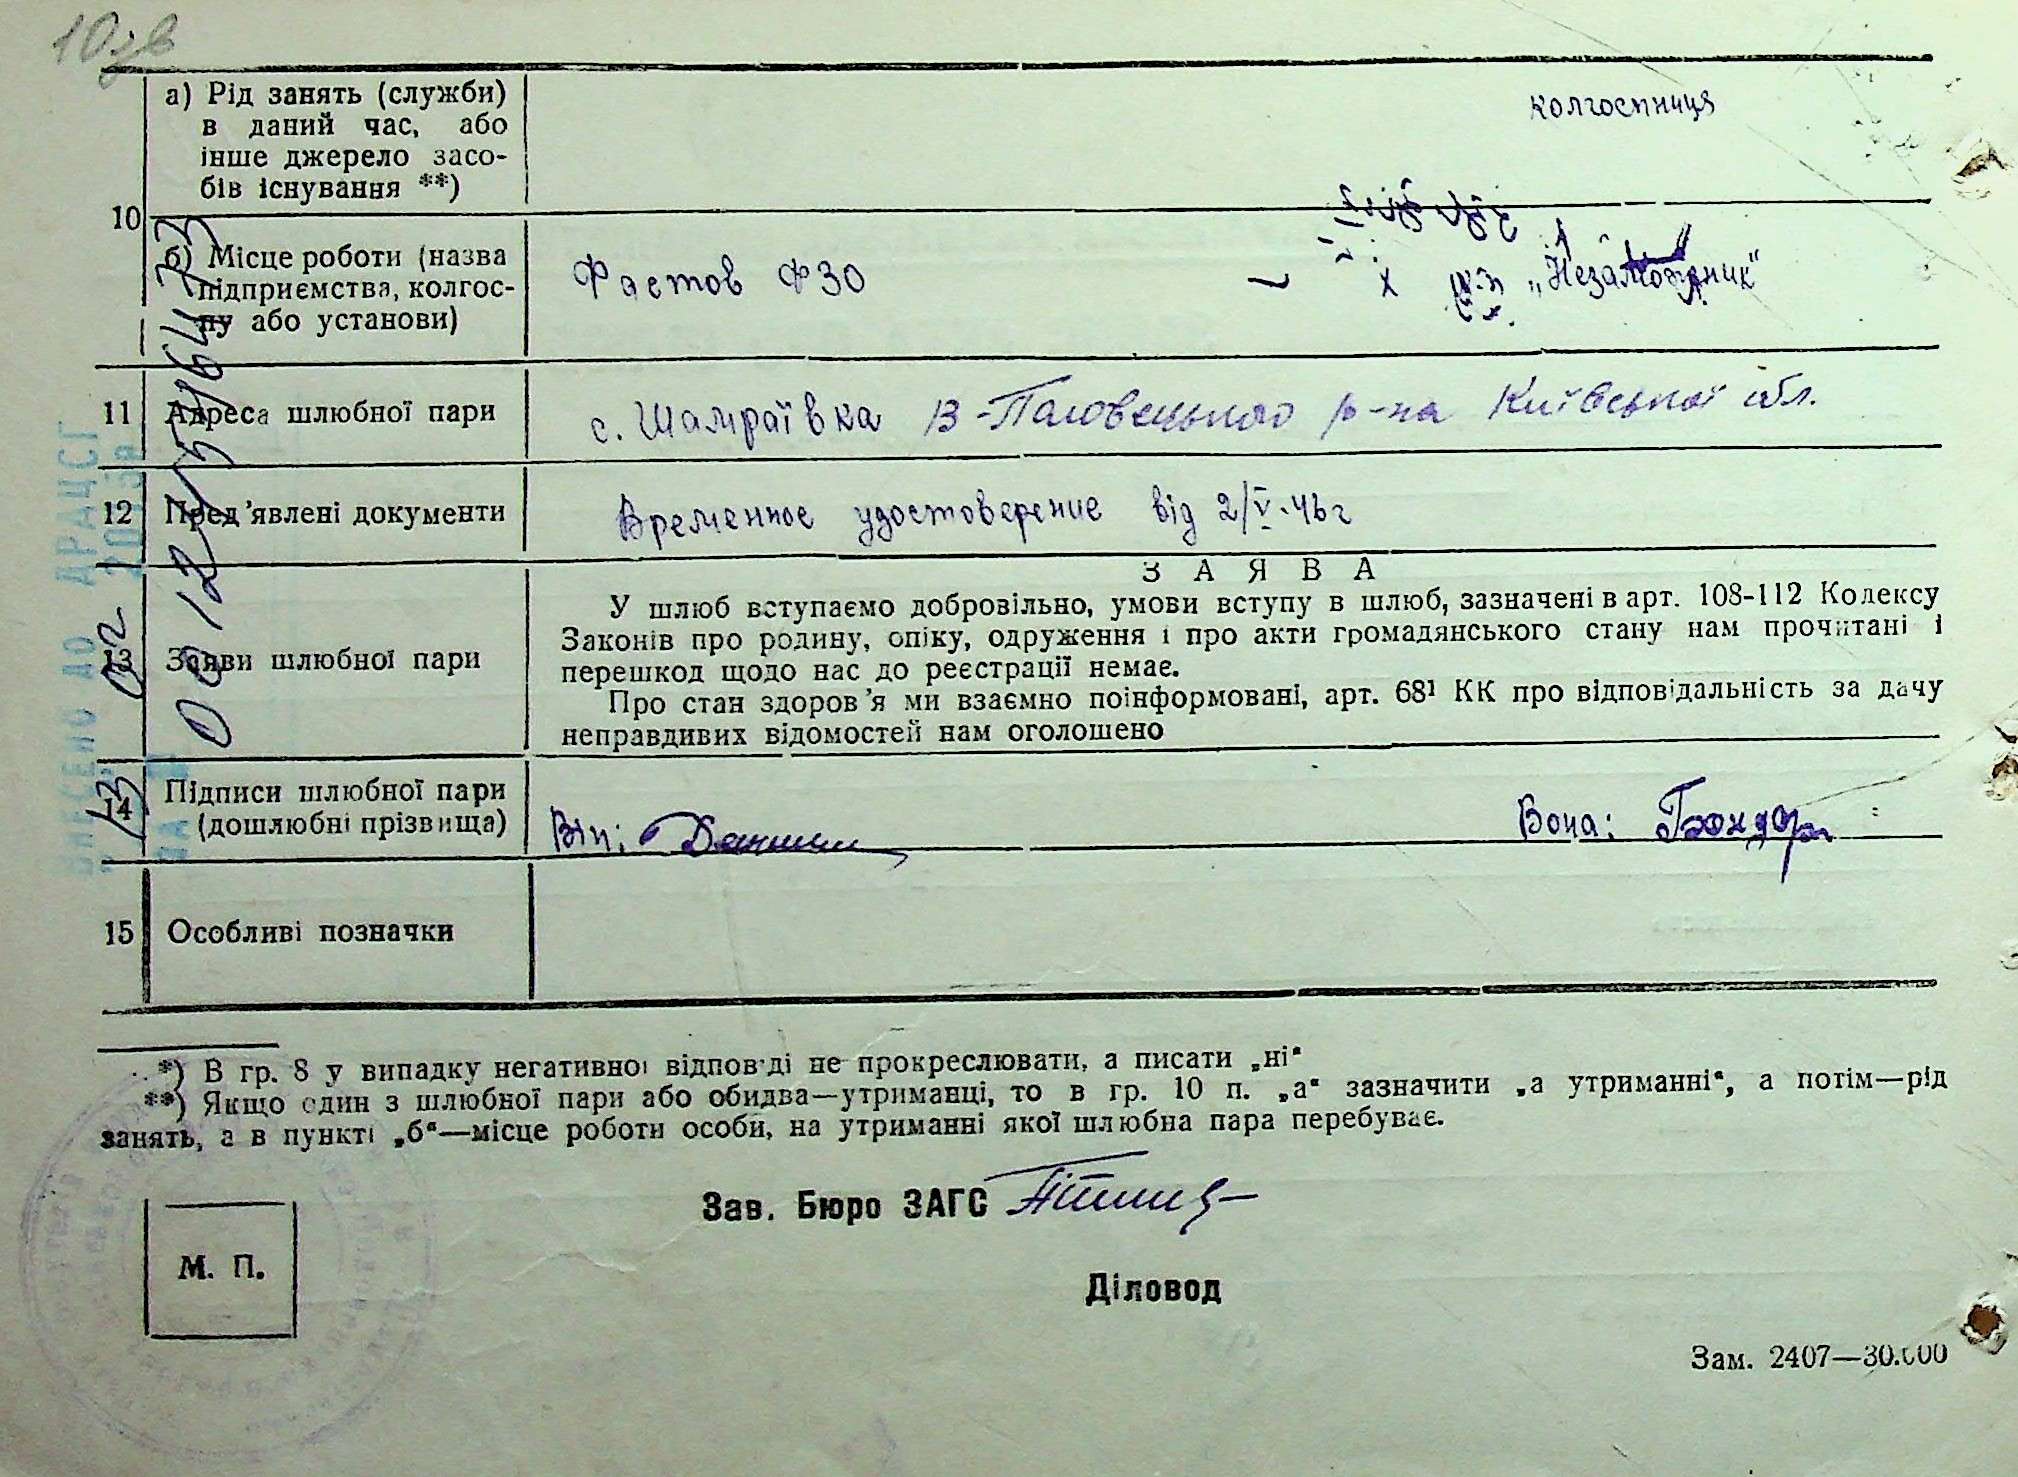 10зв
а) Рід занять (служби)
в даний час, або
інше джерело засо-
бів існування **)
колгоспниця
10
б) Місце роботи (назва
підприємства, колгос-
пу або установи)
Фастов ФЗО
„Незаможник"
11 Адреса шлюбної пари
с. Шамраївка В-Половецького р-на Київської обл.
12 Пред'явлені документи
Временное удостоверение від 2/V-46г
13 Заяви шлюбної пари
ЗАЯВА
У шлюб вступаємо добровільно, умови вступу в шлюб, зазначені в арт. 108-112 Кодексу
Законів про родину, опіку, одруження і про акти громадянського стану нам прочитані і
перешкод щодо нас до реєстрації немає.
Про стан здоров'я ми взаємно поінформовані, арт. 68¹ КК про відповідальність за дачу
неправдивих відомостей нам оголошено
14 Підписи шлюбної пари
(дошлюбні прізвища)
Він:
Вона: Бондар
15 Особливі позначки
*) В гр. 8 у випадку негативної відповіді не прокреслювати, а писати „ні"
**) Якщо один з шлюбної пари або обидва—утриманці, то в гр. 10 п. „а" зазначити „а утриманні", а потім—рід
занять, а в пункті „б"—місце роботи особи, на утриманні якої шлюбна пара перебуває.
Зав. Бюро ЗАГС
М. П.
Діловод
Зам. 2407—30.000
ВНЕСЕНО ДО ДРАЦСГ